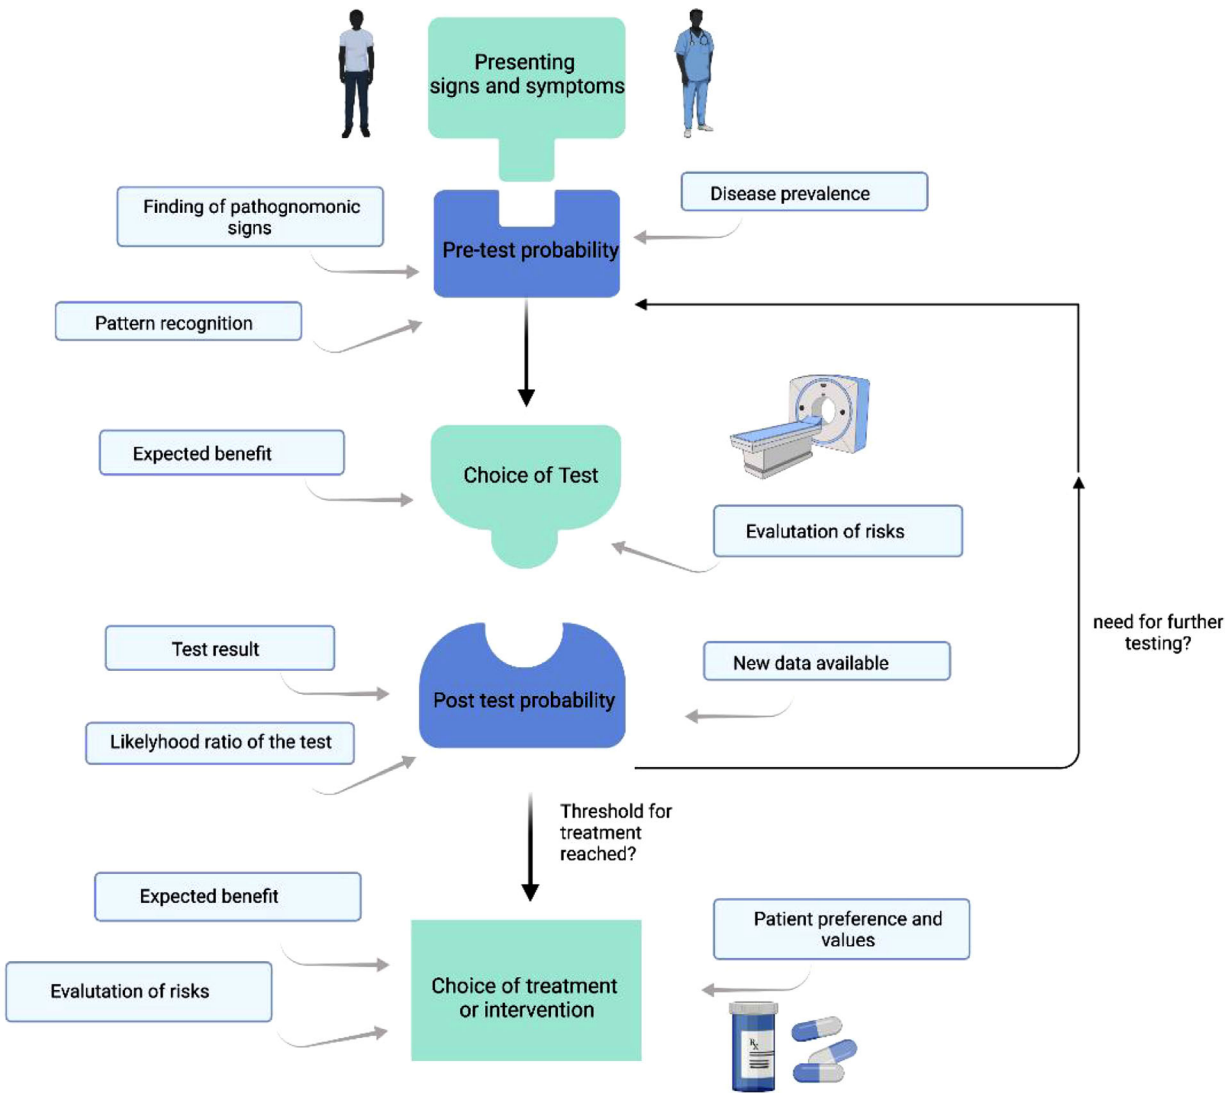 Presenting
signs and symptoms
Finding of pathognomonic
signs
Disease prevalence
Pre-test probability
Pattern recognition
Expected benefit
Choice of Test
Evalutation of risks
Test result
New data available
need for further
testing?
Post test probability
Likelyhood ratio of the test
Threshold for
treatment
reached?
Expected benefit
Patient preference and
values
Evalutation of risks
Choice of treatment
or intervention
Rx